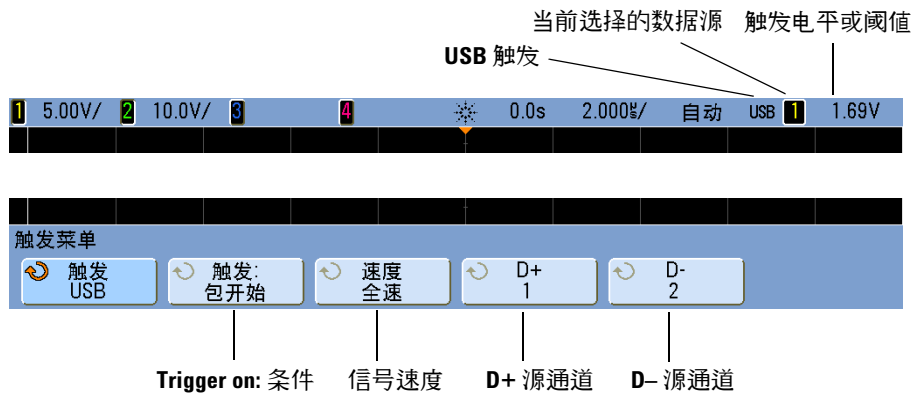 当前选择的数据源 触发电平或阈值
USB 触发
1 5.00V/ 2 10.0V/ 3 4 0.0s 2.000㎲/ 自动 USB 1 1.69V
触发菜单
触发 USB
触发: 包开始
速度 全速
D+ 1
D- 2
Trigger on: 条件 信号速度 D+ 源通道 D– 源通道